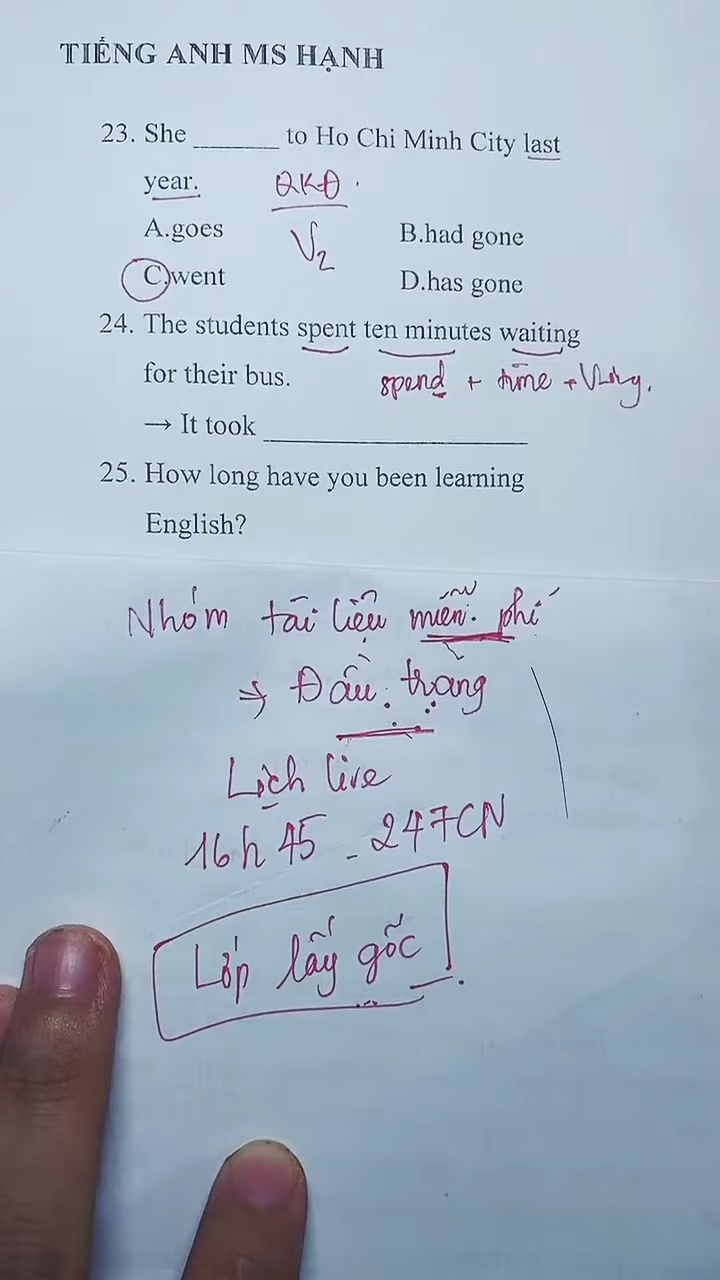 TIẾNG ANH MS HẠNH
23. She ______ to Ho Chi Minh City last
year. QKĐ.
A.goes V2 B.had gone
C.went D.has gone
24. The students spent ten minutes waiting
for their bus. spend + time + Ving.
→ It took ____________________
25. How long have you been learning
English?
Nhóm tài liệu miễn phí
→ Đầu trang
Lịch live
16h45 - 247CN
Lớp lấy gốc